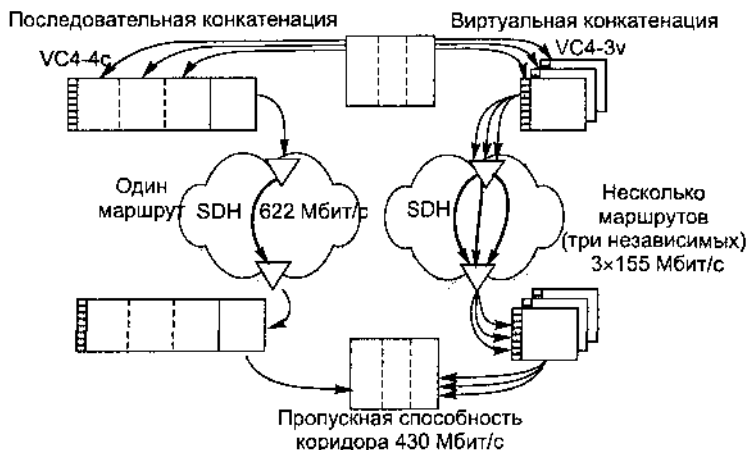 Последовательная конкатенация
Виртуальная конкатенация
VC4-4c
VC4-3v
Один
маршрут
SDH
622 Мбит/с
SDH
Несколько
маршрутов
(три независимых)
3×155 Мбит/с
Пропускная способность
коридора 430 Мбит/с